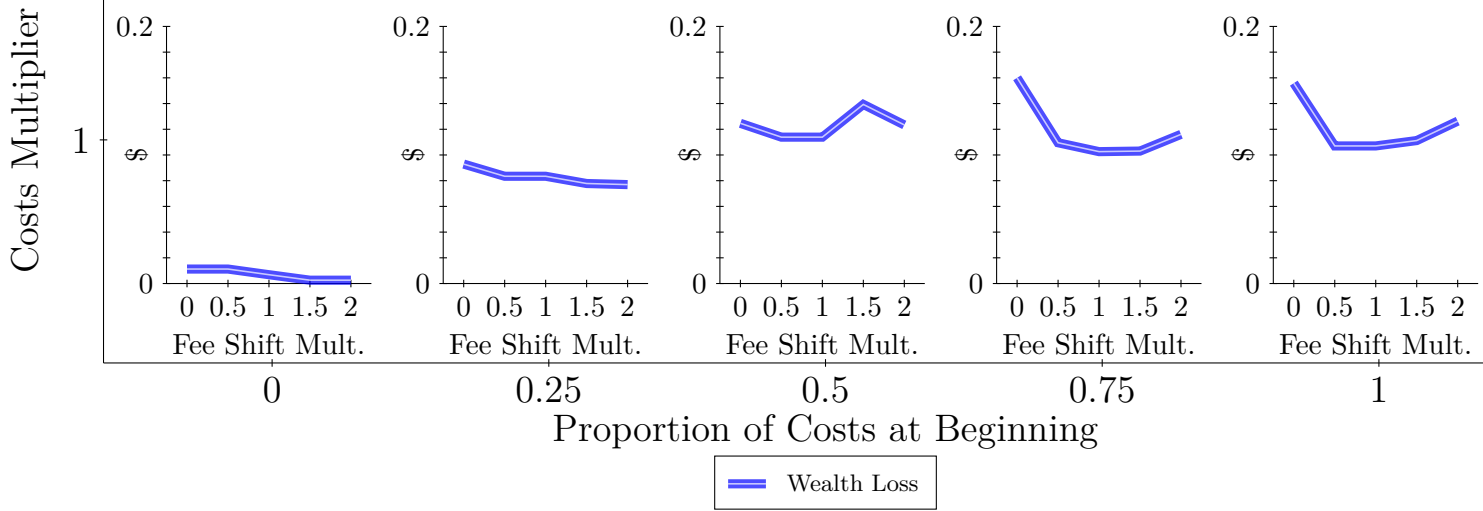 Costs Multiplier
1
0.2
$
0
0 0.5 1 1.5 2
Fee Shift Mult.
0.2
$
0
0 0.5 1 1.5 2
Fee Shift Mult.
0.2
$
0
0 0.5 1 1.5 2
Fee Shift Mult.
0.2
$
0
0 0.5 1 1.5 2
Fee Shift Mult.
0.2
$
0
0 0.5 1 1.5 2
Fee Shift Mult.
0 0.25 0.5 0.75 1
Proportion of Costs at Beginning
Wealth Loss